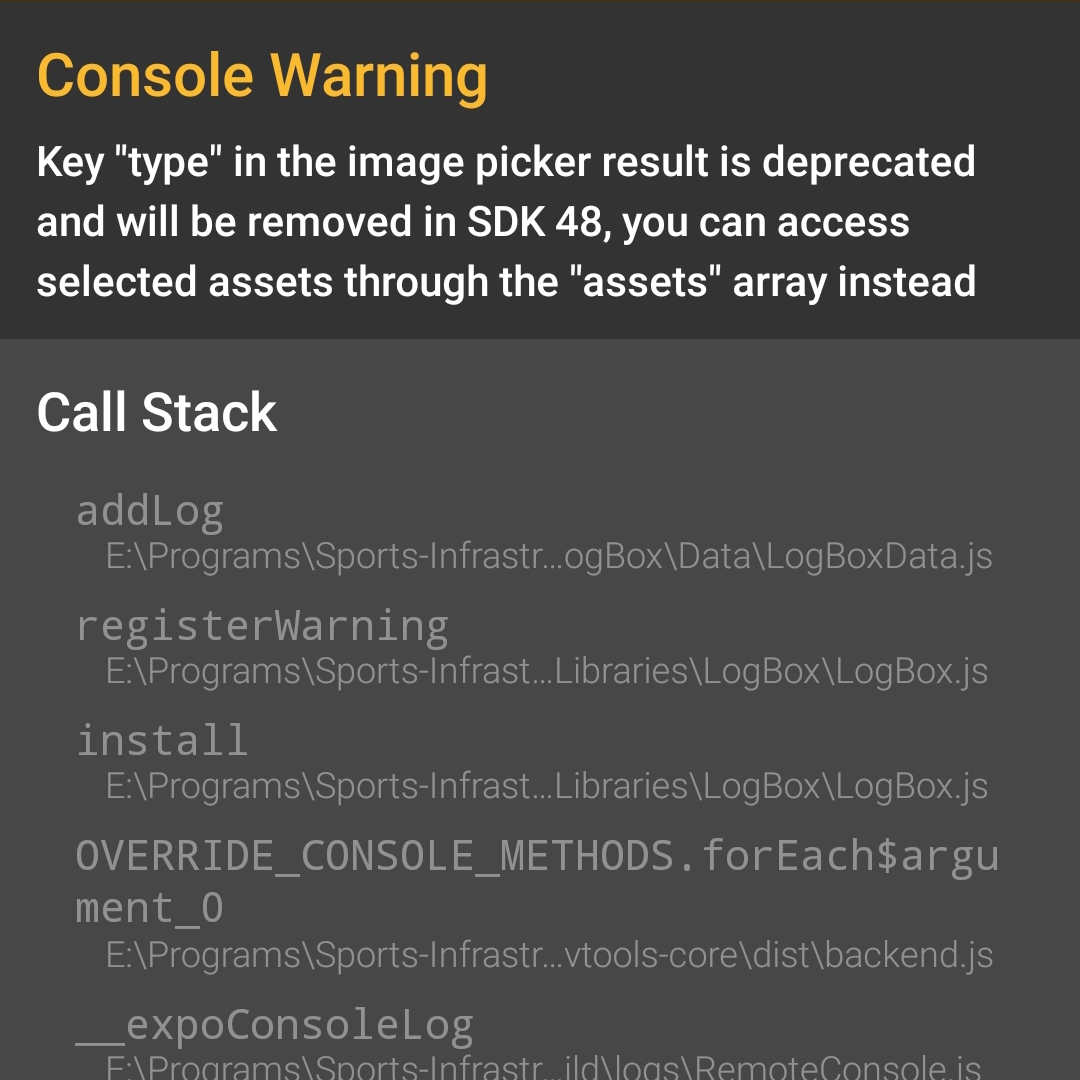 Console Warning
Key "type" in the image picker result is deprecated
and will be removed in SDK 48, you can access
selected assets through the "assets" array instead
Call Stack
addLog
E:\Programs\Sports-Infrastr...ogBox\Data\LogBoxData.js
registerWarning
E:\Programs\Sports-Infrast...Libraries\LogBox\LogBox.js
install
E:\Programs\Sports-Infrast...Libraries\LogBox\LogBox.js
OVERRIDE_CONSOLE_METHODS.forEach$argu
ment_0
E:\Programs\Sports-Infrastr...vtools-core\dist\backend.js
__expoConsoleLog
E:\Programs\Sports-Infrastr...ild\logs\RemoteConsole.js